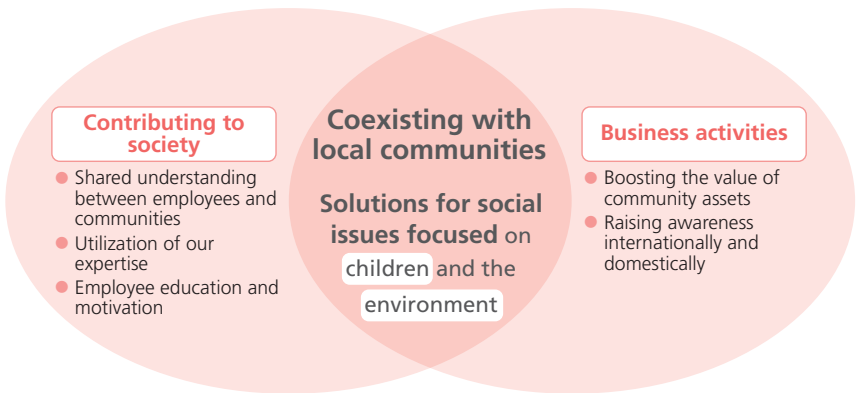 Contributing to
society
● Shared understanding
between employees and
communities
● Utilization of our
expertise
● Employee education and
motivation
Coexisting with
local communities
Solutions for social
issues focused on
children and the
environment
Business activities
● Boosting the value of
community assets
● Raising awareness
internationally and
domestically